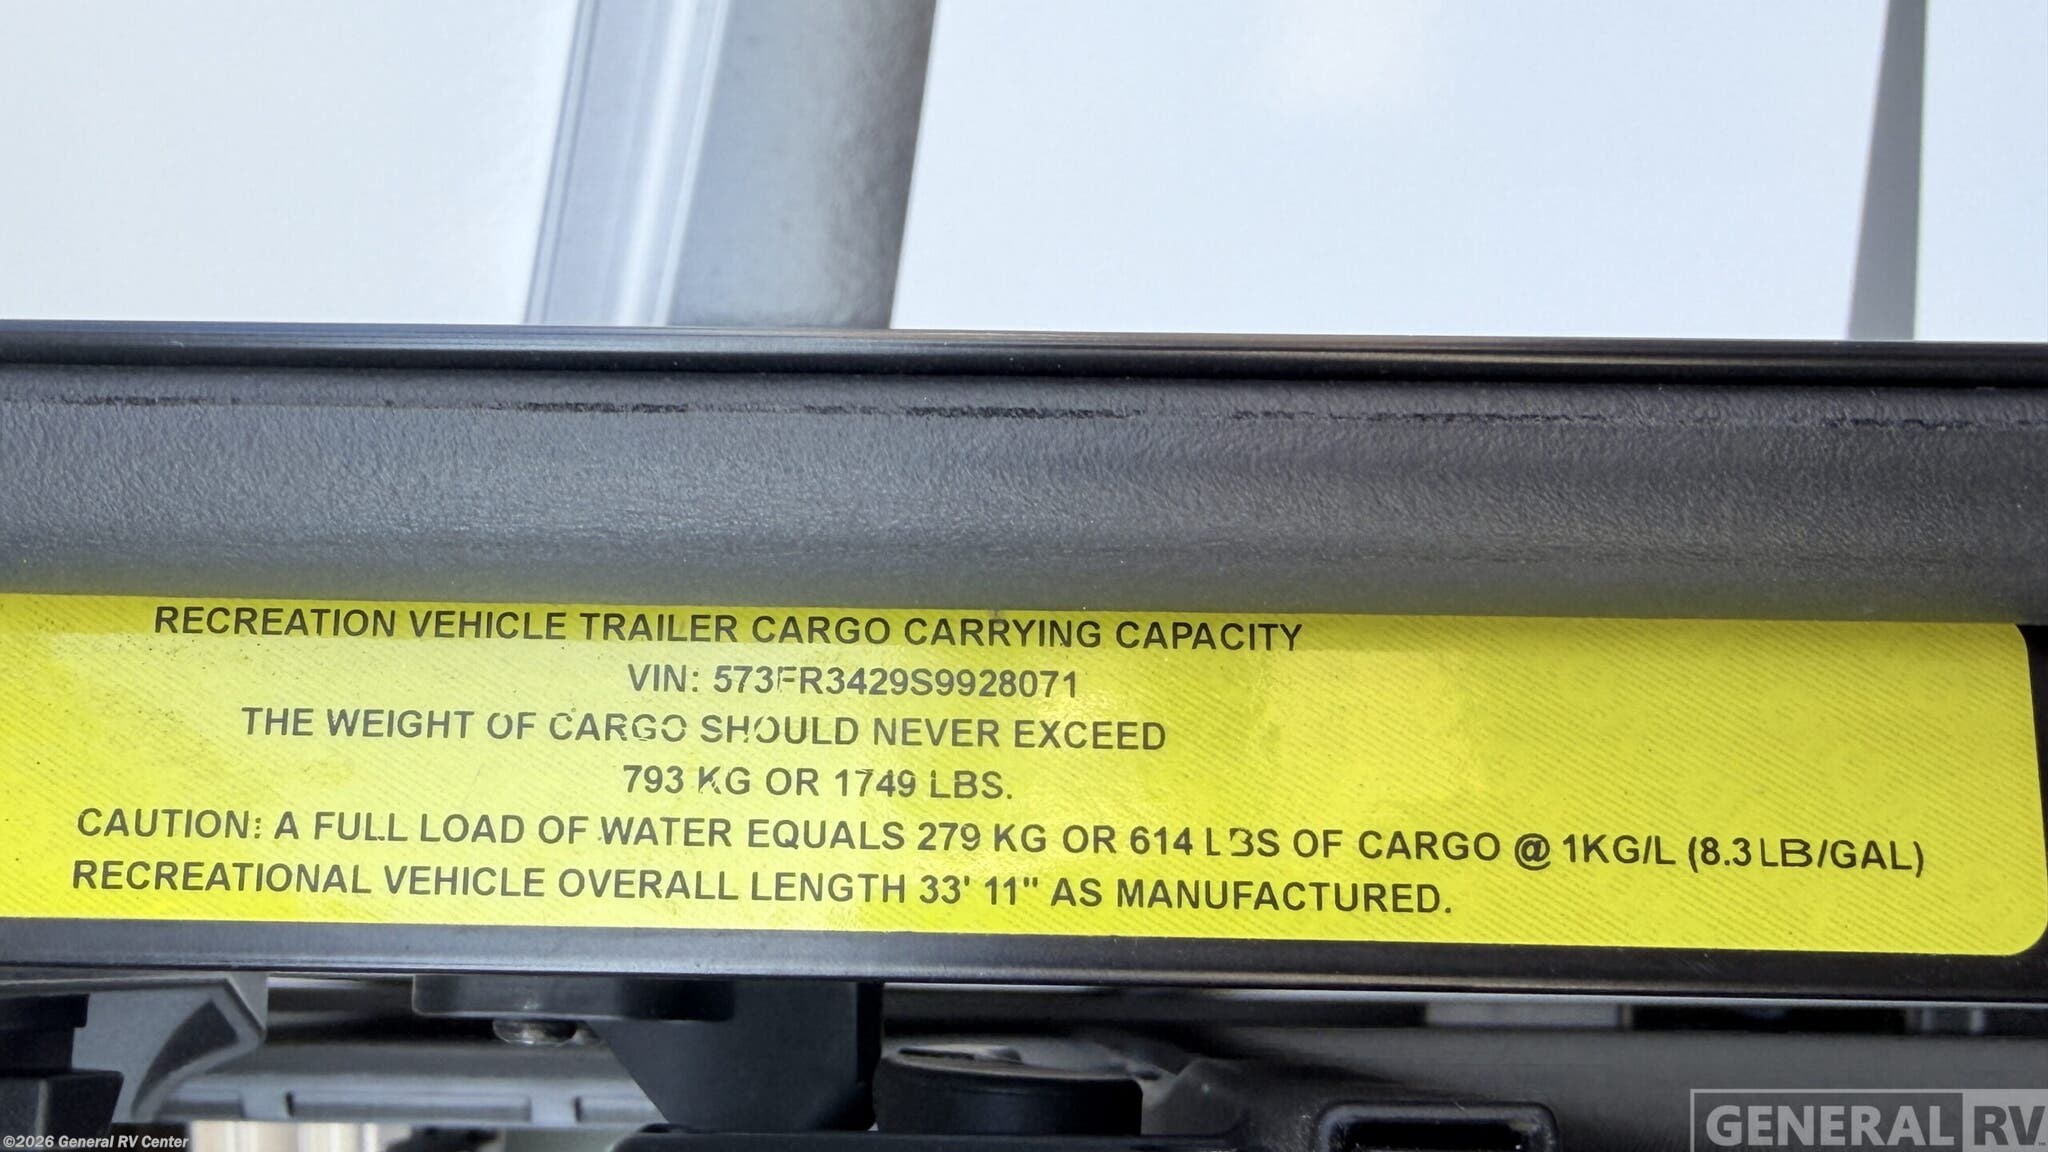 RECREATION VEHICLE TRAILER CARGO CARRYING CAPACITY
VIN: 573FR3429S9928071
THE WEIGHT OF CARGO SHOULD NEVER EXCEED
793 KG OR 1749 LBS.
CAUTION: A FULL LOAD OF WATER EQUALS 279 KG OR 614 LBS OF CARGO @ 1KG/L (8.3 LB/GAL)
RECREATIONAL VEHICLE OVERALL LENGTH 33' 11" AS MANUFACTURED.
©2026 General RV Center
GENERAL RV